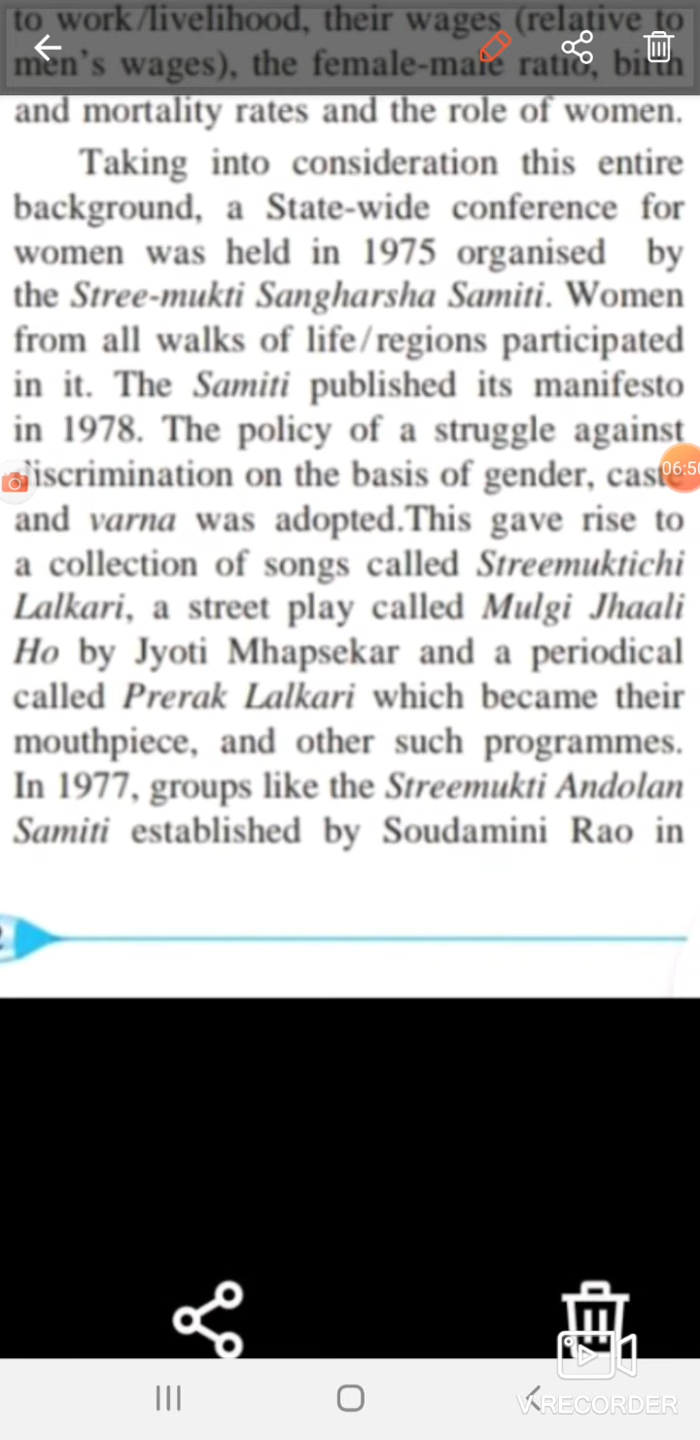 to work/livelihood, their wages (relative to
men's wages), the female-male ratio, birth
and mortality rates and the role of women.
Taking into consideration this entire
background, a State-wide conference for
women was held in 1975 organised by
the Stree-mukti Sangharsha Samiti. Women
from all walks of life/regions participated
in it. The Samiti published its manifesto
in 1978. The policy of a struggle against
discrimination on the basis of gender, caste
06:50
and varna was adopted.This gave rise to
a collection of songs called Streemuktichi
Lalkari, a street play called Mulgi Jhaali
Ho by Jyoti Mhapsekar and a periodical
called Prerak Lalkari which became their
mouthpiece, and other such programmes.
In 1977, groups like the Streemukti Andolan
Samiti established by Soudamini Rao in
V RECORDER